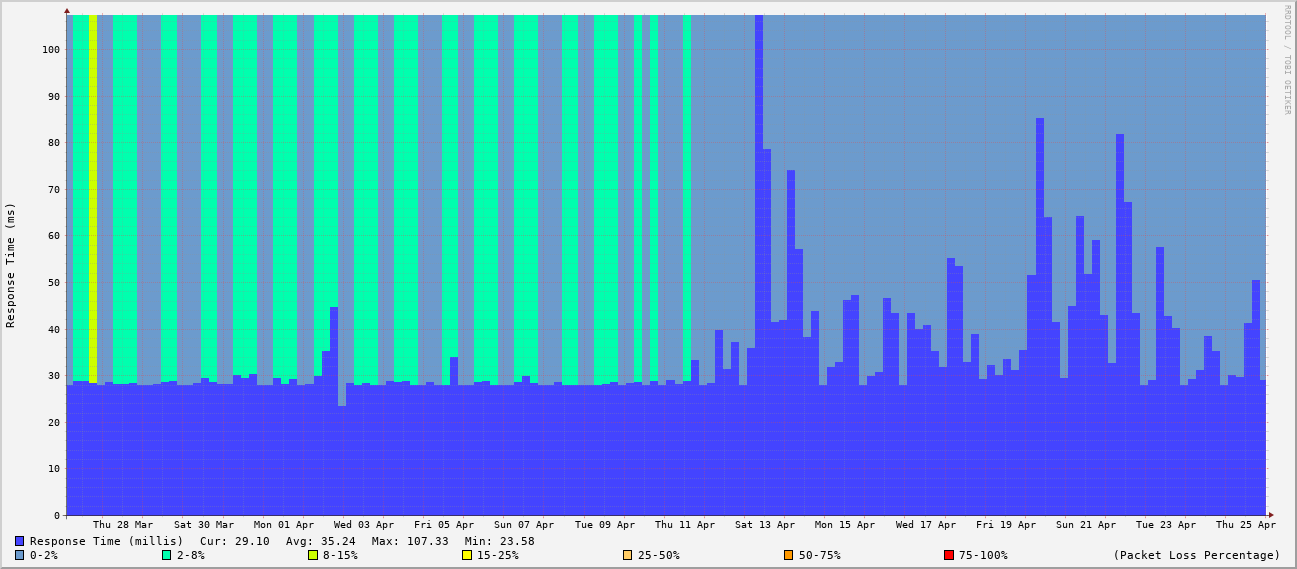 RRDTOOL / TOBI OETIKER
Response Time (ms)
100
90
80
70
60
50
40
30
20
10
0
Thu 28 Mar Sat 30 Mar Mon 01 Apr Wed 03 Apr Fri 05 Apr Sun 07 Apr Tue 09 Apr Thu 11 Apr Sat 13 Apr Mon 15 Apr Wed 17 Apr Fri 19 Apr Sun 21 Apr Tue 23 Apr Thu 25 Apr
Response Time (millis) Cur: 29.10 Avg: 35.24 Max: 107.33 Min: 23.58
0-2% 2-8% 8-15% 15-25% 25-50% 50-75% 75-100% (Packet Loss Percentage)